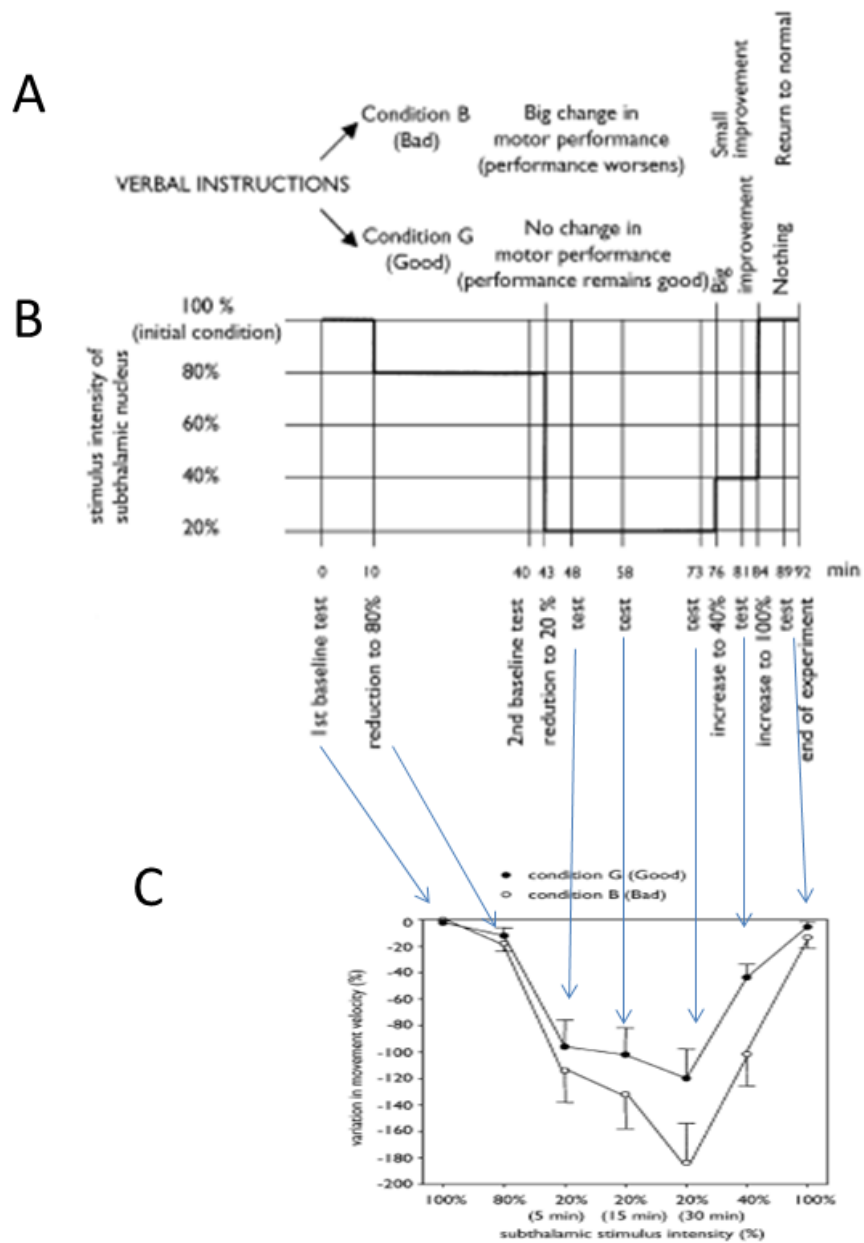 A
Condition B
(Bad)
Big change in
motor performance
(performance worsens)
Small
improvement
Return to normal
VERBAL INSTRUCTIONS
Condition G
(Good)
No change in
motor performance
(performance remains good)
Big
improvement
Nothing
B
100 %
(initial condition)
80%
60%
40%
20%
stimulus intensity of
subthalamic nucleus
0 10 40 43 48 58 73 76 81 84 89 92 min
1st baseline test
reduction to 80%
2nd baseline test
redution to 20 %
test
test
test
increase to 40%
test
increase to 100%
test
end of experiment
C
condition G (Good)
condition B (Bad)
0
-20
-40
-60
-80
-100
-120
-140
-160
-180
-200
variation in movement velocity (%)
100% 80% 20% 20% 20% 40% 100%
(5 min) (15 min) (30 min)
subthalamic stimulus intensity (%)